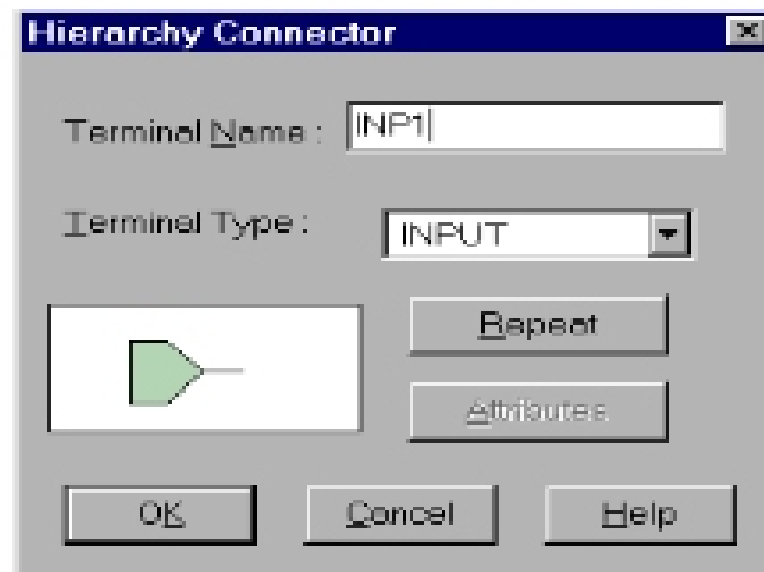 Hierarchy Connector
Terminal Name :
INP1
Terminal Type :
INPUT
Repeat
Attributes
OK
Cancel
Help